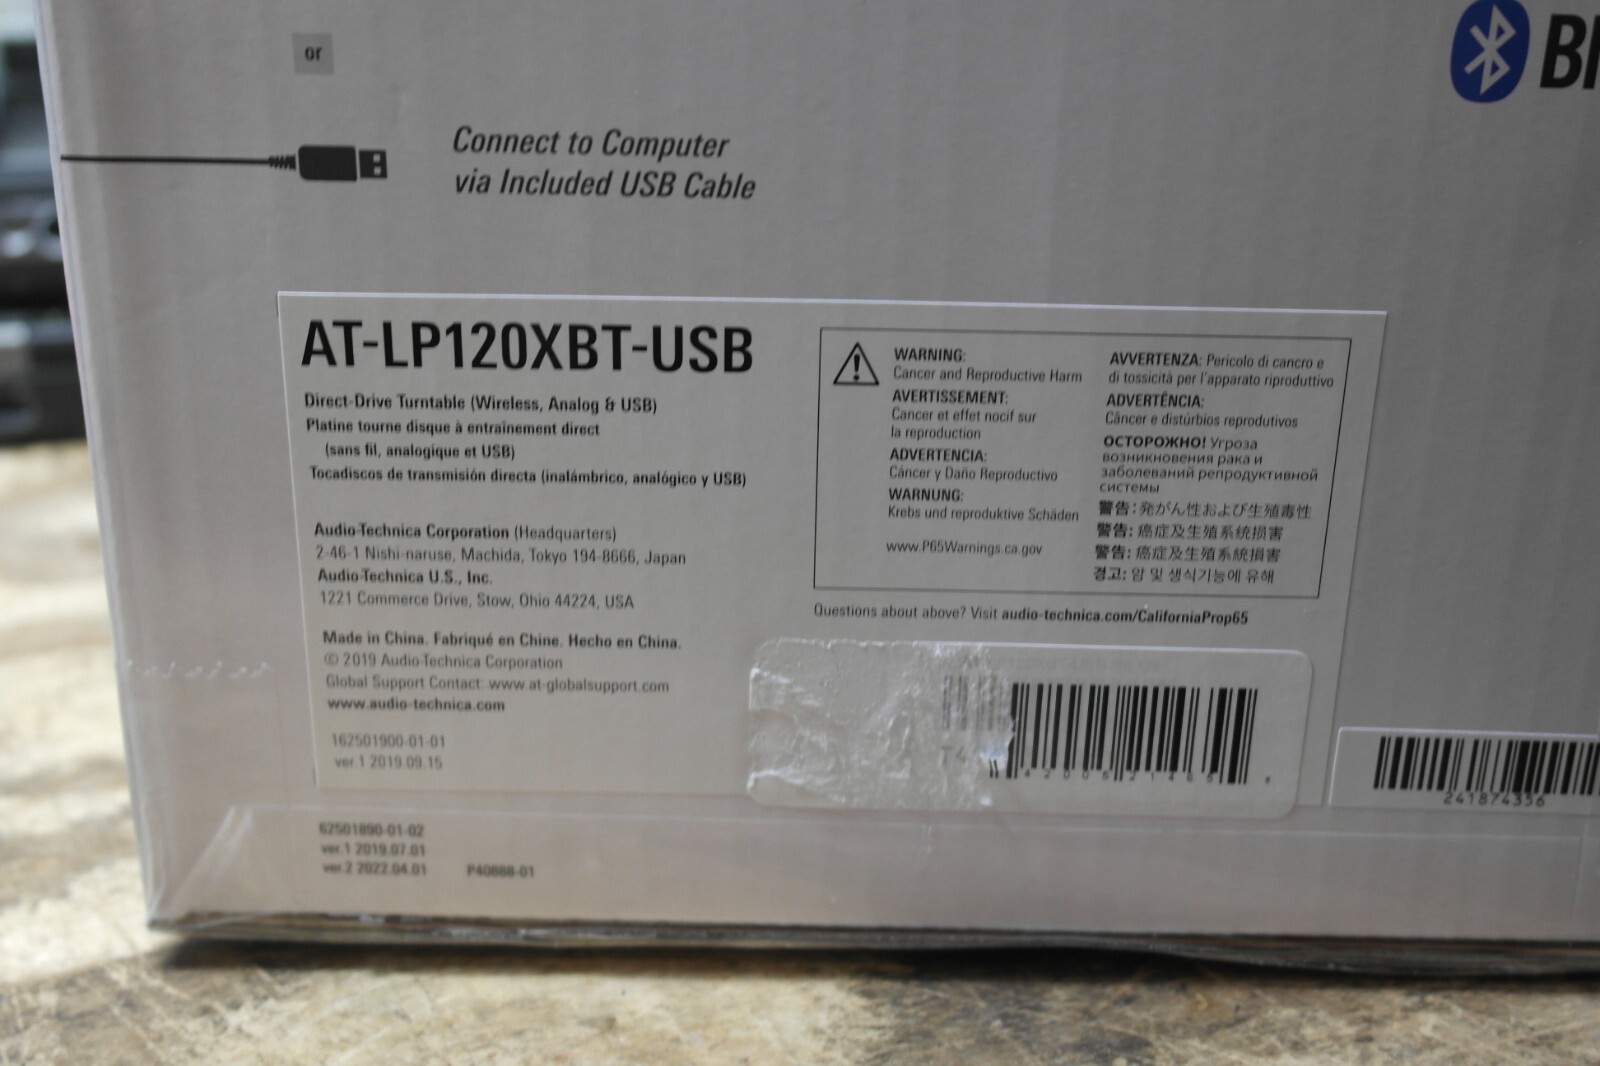 or
Connect to Computer
via Included USB Cable
AT-LP120XBT-USB
Direct-Drive Turntable (Wireless, Analog & USB)
Platine tourne disque à entraînement direct
(sans fil, analogique et USB)
Tocadiscos de transmisión directa (inalámbrico, analógico y USB)
Audio-Technica Corporation (Headquarters)
2-46-1 Nishi-naruse, Machida, Tokyo 194-8666, Japan
Audio-Technica U.S., Inc.
1221 Commerce Drive, Stow, Ohio 44224, USA
Made in China. Fabriqué en Chine. Hecho en China.
© 2019 Audio-Technica Corporation
Global Support Contact: www.at-globalsupport.com
www.audio-technica.com
162501900-01-01
ver.1 2019.09.15
WARNING:
Cancer and Reproductive Harm
AVERTISSEMENT:
Cancer et effet nocif sur
la reproduction
ADVERTENCIA:
Cáncer y Daño Reproductivo
WARNUNG:
Krebs und reproduktive Schäden
www.P65Warnings.ca.gov
AVVERTENZA: Pericolo di cancro e
di tossicità per l'apparato riproduttivo
ADVERTÊNCIA:
Câncer e distúrbios reprodutivos
ОСТОРОЖНО! Угроза
возникновения рака и
заболеваний репродуктивной
системы
警告: 発がん性および生殖毒性
警告: 癌症及生殖系统损害
警告: 癌症及生殖系統損害
경고: 암 및 생식기능에 유해
Questions about above? Visit audio-technica.com/CaliforniaProp65
241874356
62501890-01-02
ver.1 2019.07.01
ver.2 2022.04.01
P40888-01